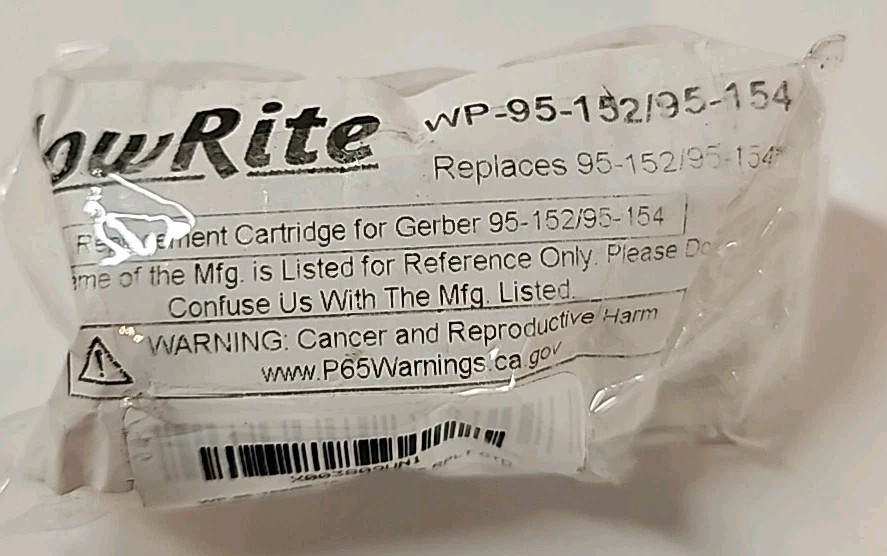 owRite
WP-95-152/95-154
Replaces 95-152/95-154
Cartridge for Gerber 95-152/95-154
me of the Mfg. is Listed for Reference Only. Please Do
Confuse Us With The Mfg. Listed.
WARNING: Cancer and Reproductive Harm
www.P65Warnings.ca.gov